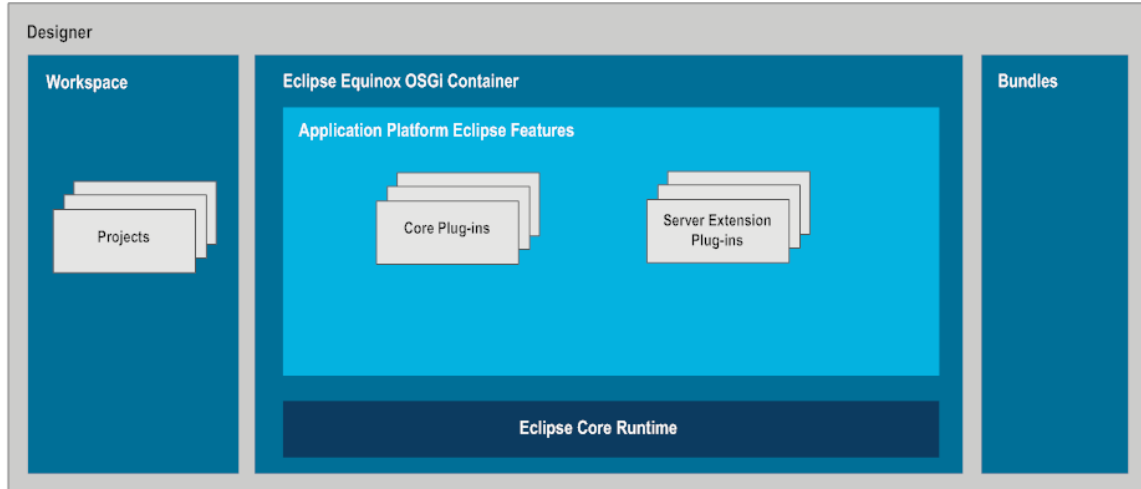 Designer
Workspace
Eclipse Equinox OSGi Container
Bundles
Application Platform Eclipse Features
Projects
Core Plug-ins
Server Extension
Plug-ins
Eclipse Core Runtime